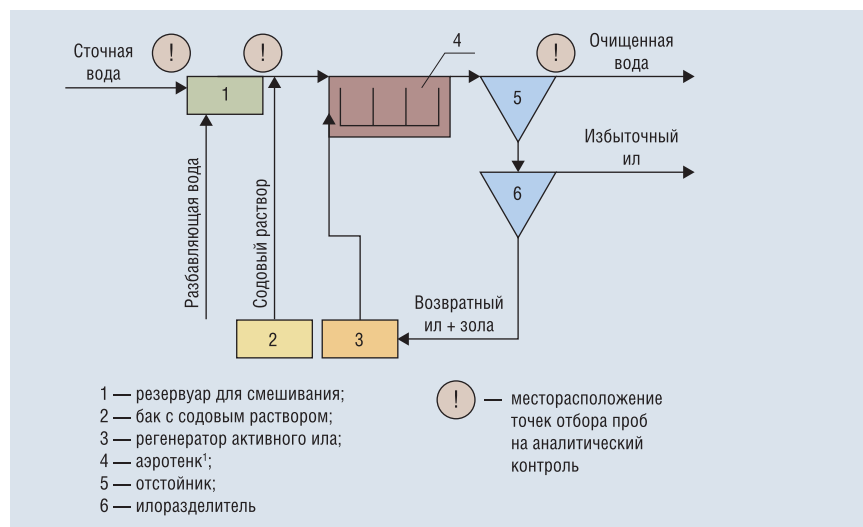 Сточная
вода
!
!
4
!
Очищенная
вода
1
5
Избыточный
ил
6
Разбавляющая вода
Содовый раствор
Возвратный
ил + зола
2
3
1 — резервуар для смешивания;
2 — бак с содовым раствором;
3 — регенератор активного ила;
4 — аэротенк¹;
5 — отстойник;
6 — илоразделитель
! — месторасположение
точек отбора проб
на аналитический
контроль